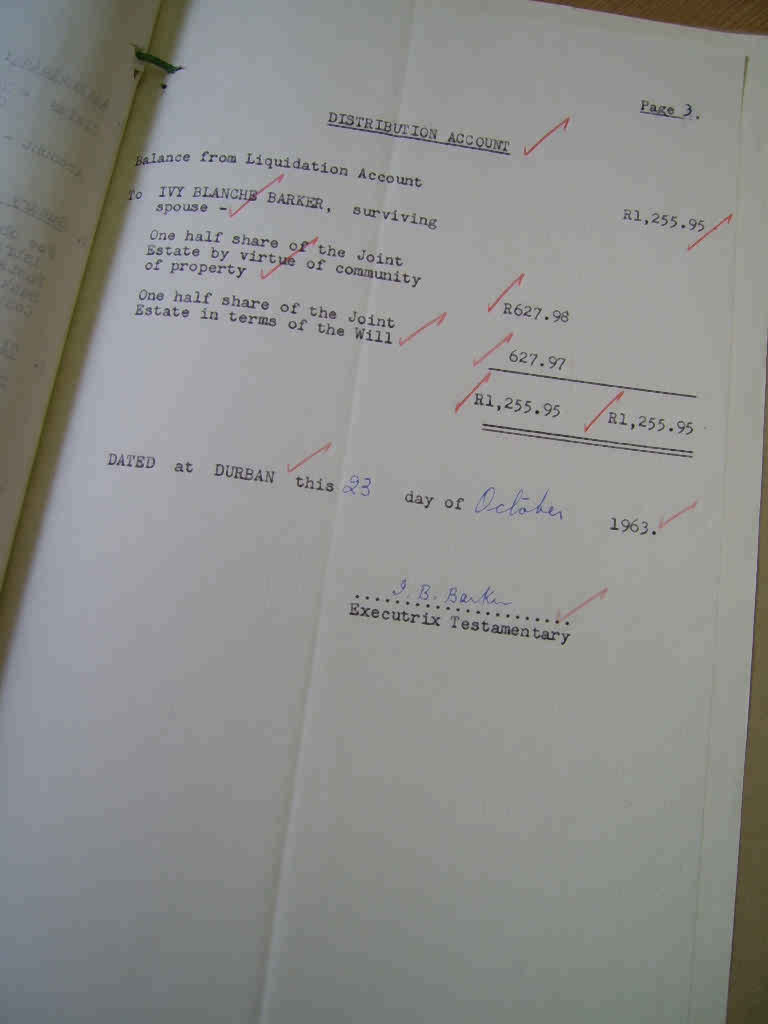 Page 3.
DISTRIBUTION ACCOUNT
Balance from Liquidation Account
R1,255.95
To IVY BLANCHE BARKER, surviving
spouse -
One half share of the Joint
Estate by virtue of community
of property
R627.98
One half share of the Joint
Estate in terms of the Will
627.97
R1,255.95 R1,255.95
DATED at DURBAN this 23 day of October 1963.
I. B. Barker
Executrix Testamentary